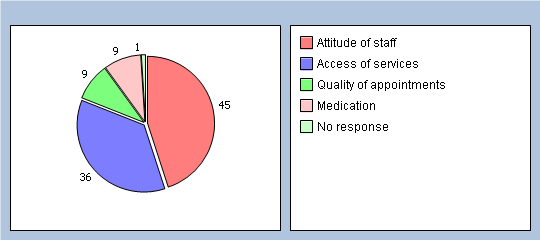 9
1
9
45
36
Attitude of staff
Access of services
Quality of appointments
Medication
No response